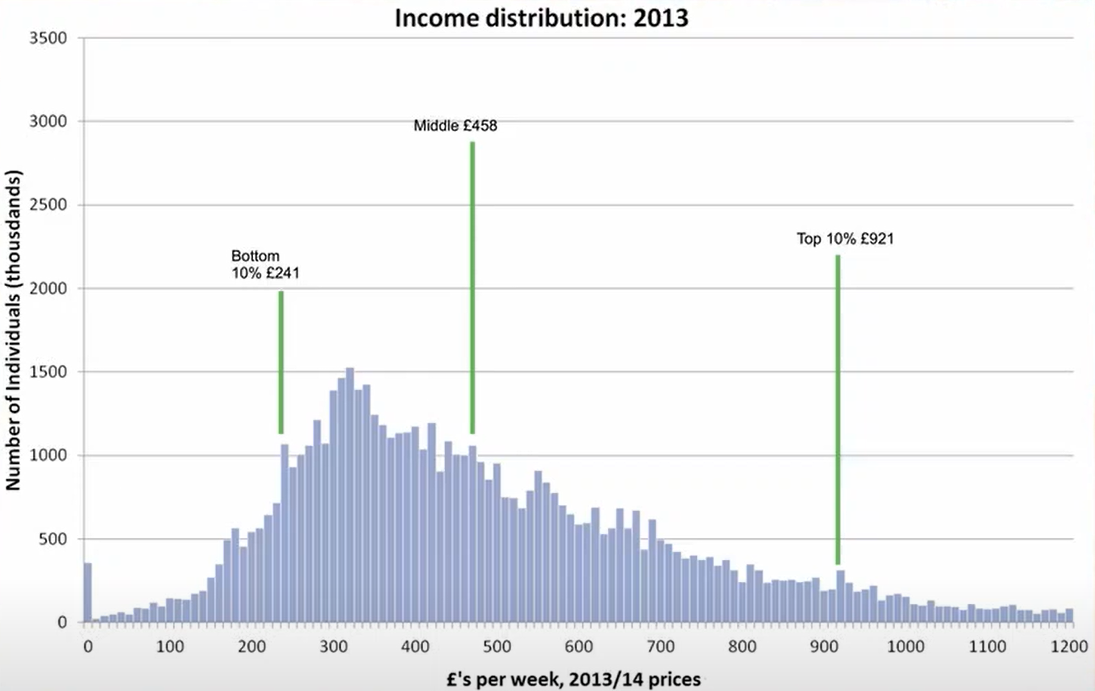 Income distribution: 2013
3500
3000
2500
2000
1500
1000
500
0
Number of Individuals (thousdands)
Bottom
10% £241
Middle £458
Top 10% £921
0 100 200 300 400 500 600 700 800 900 1000 1100 1200
£'s per week, 2013/14 prices